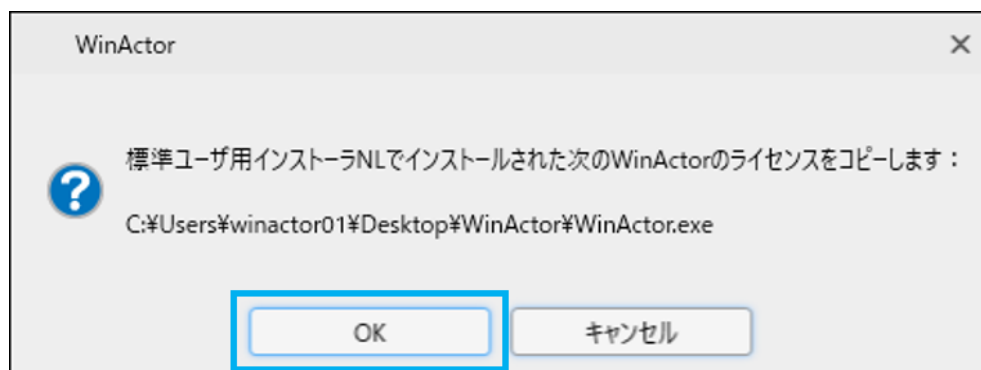 WinActor
標準ユーザ用インストーラNLでインストールされた次のWinActorのライセンスをコピーします：
C:¥Users¥winactor01¥Desktop¥WinActor¥WinActor.exe
OK キャンセル